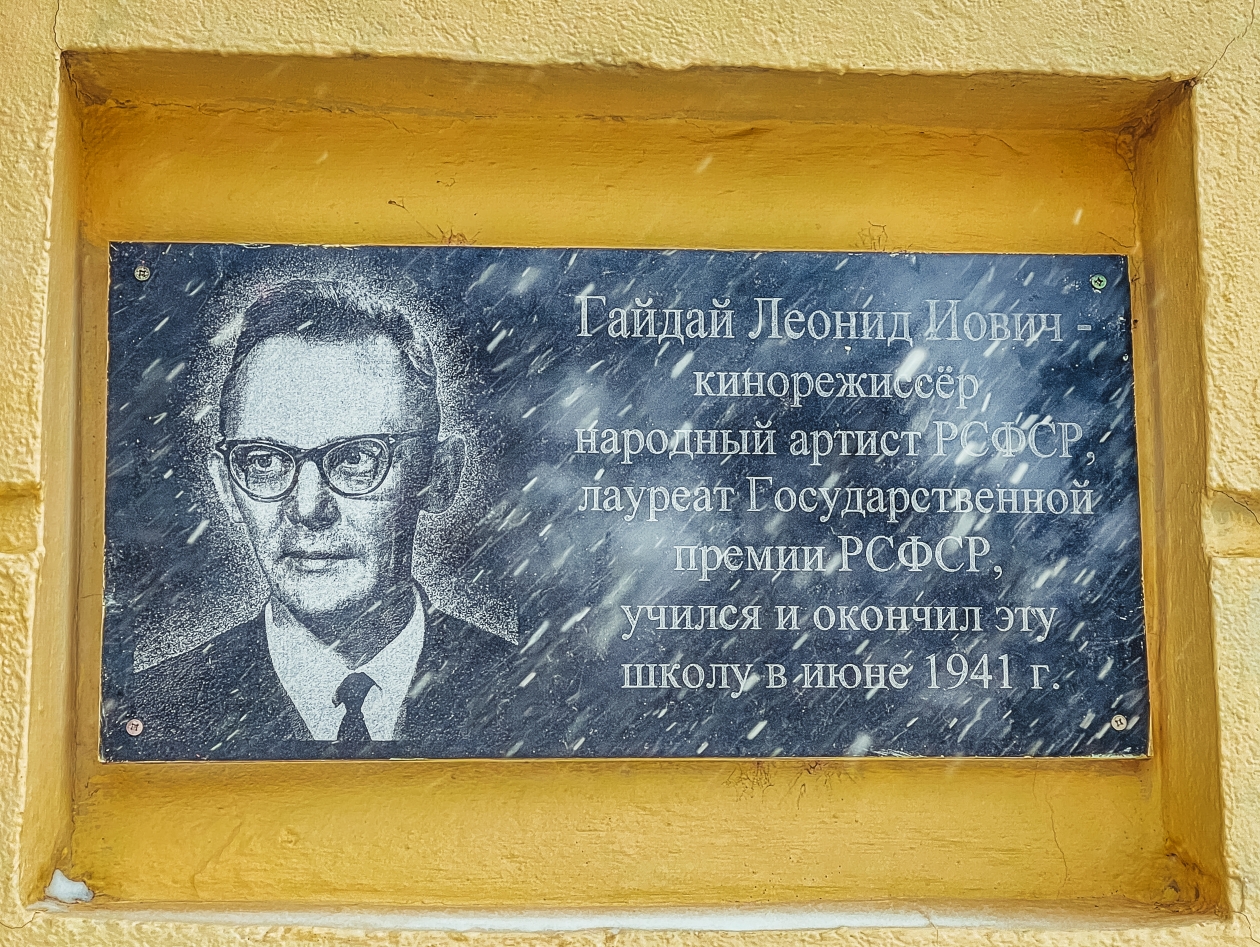 Гайдай Леонид Иович -
кинорежиссёр
народный артист РСФСР,
лауреат Государственной
премии РСФСР,
учился и окончил эту
школу в июне 1941 г.